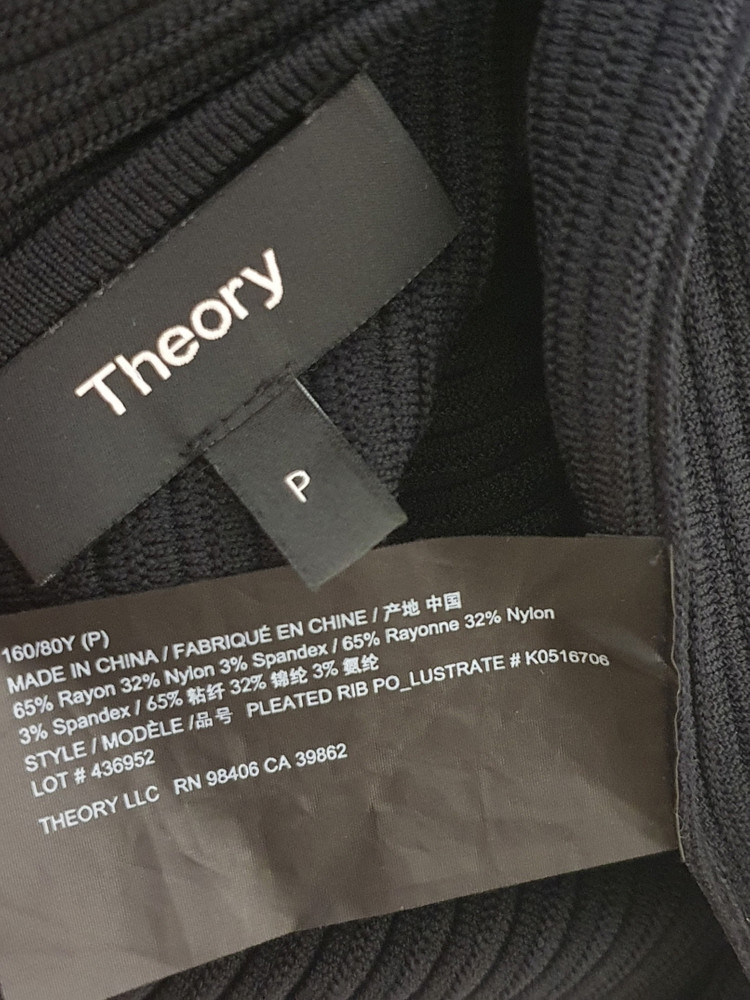 Theory
P
160/80Y (P)
MADE IN CHINA / FABRIQUÉ EN CHINE / 产地 中国
65% Rayon 32% Nylon 3% Spandex / 65% Rayonne 32% Nylon
3% Spandex / 65% 粘纤 32% 锦纶 3% 氨纶
STYLE / MODÈLE /品号 PLEATED RIB PO_LUSTRATE # K0516706
LOT # 436952
THEORY LLC RN 98406 CA 39862